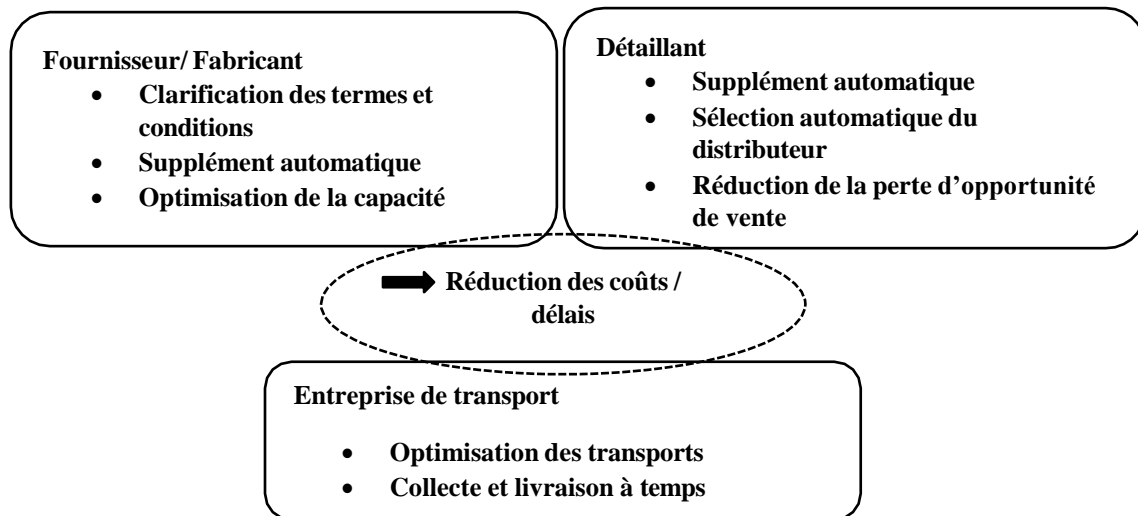 Fournisseur/ Fabricant
• Clarification des termes et
conditions
• Supplément automatique
• Optimisation de la capacité
Détaillant
• Supplément automatique
• Sélection automatique du
distributeur
• Réduction de la perte d’opportunité
de vente
Réduction des coûts /
délais
Entreprise de transport
• Optimisation des transports
• Collecte et livraison à temps